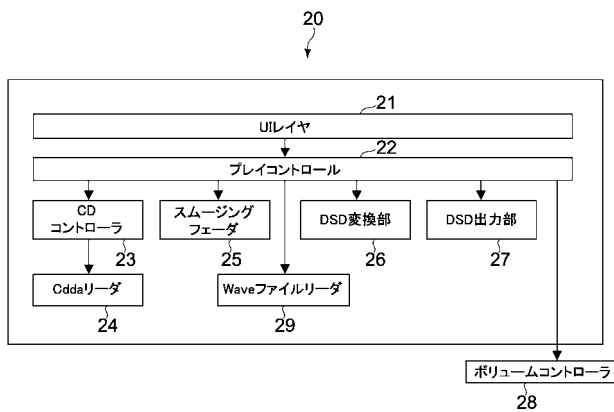 20
21
UIレイヤ
22
プレイコントロール
CD
コントローラ
23
スムージング
フェーダ
25
DSD変換部
26
DSD出力部
27
Cddaリーダ
24
Waveファイルリーダ
29
ボリュームコントローラ
28